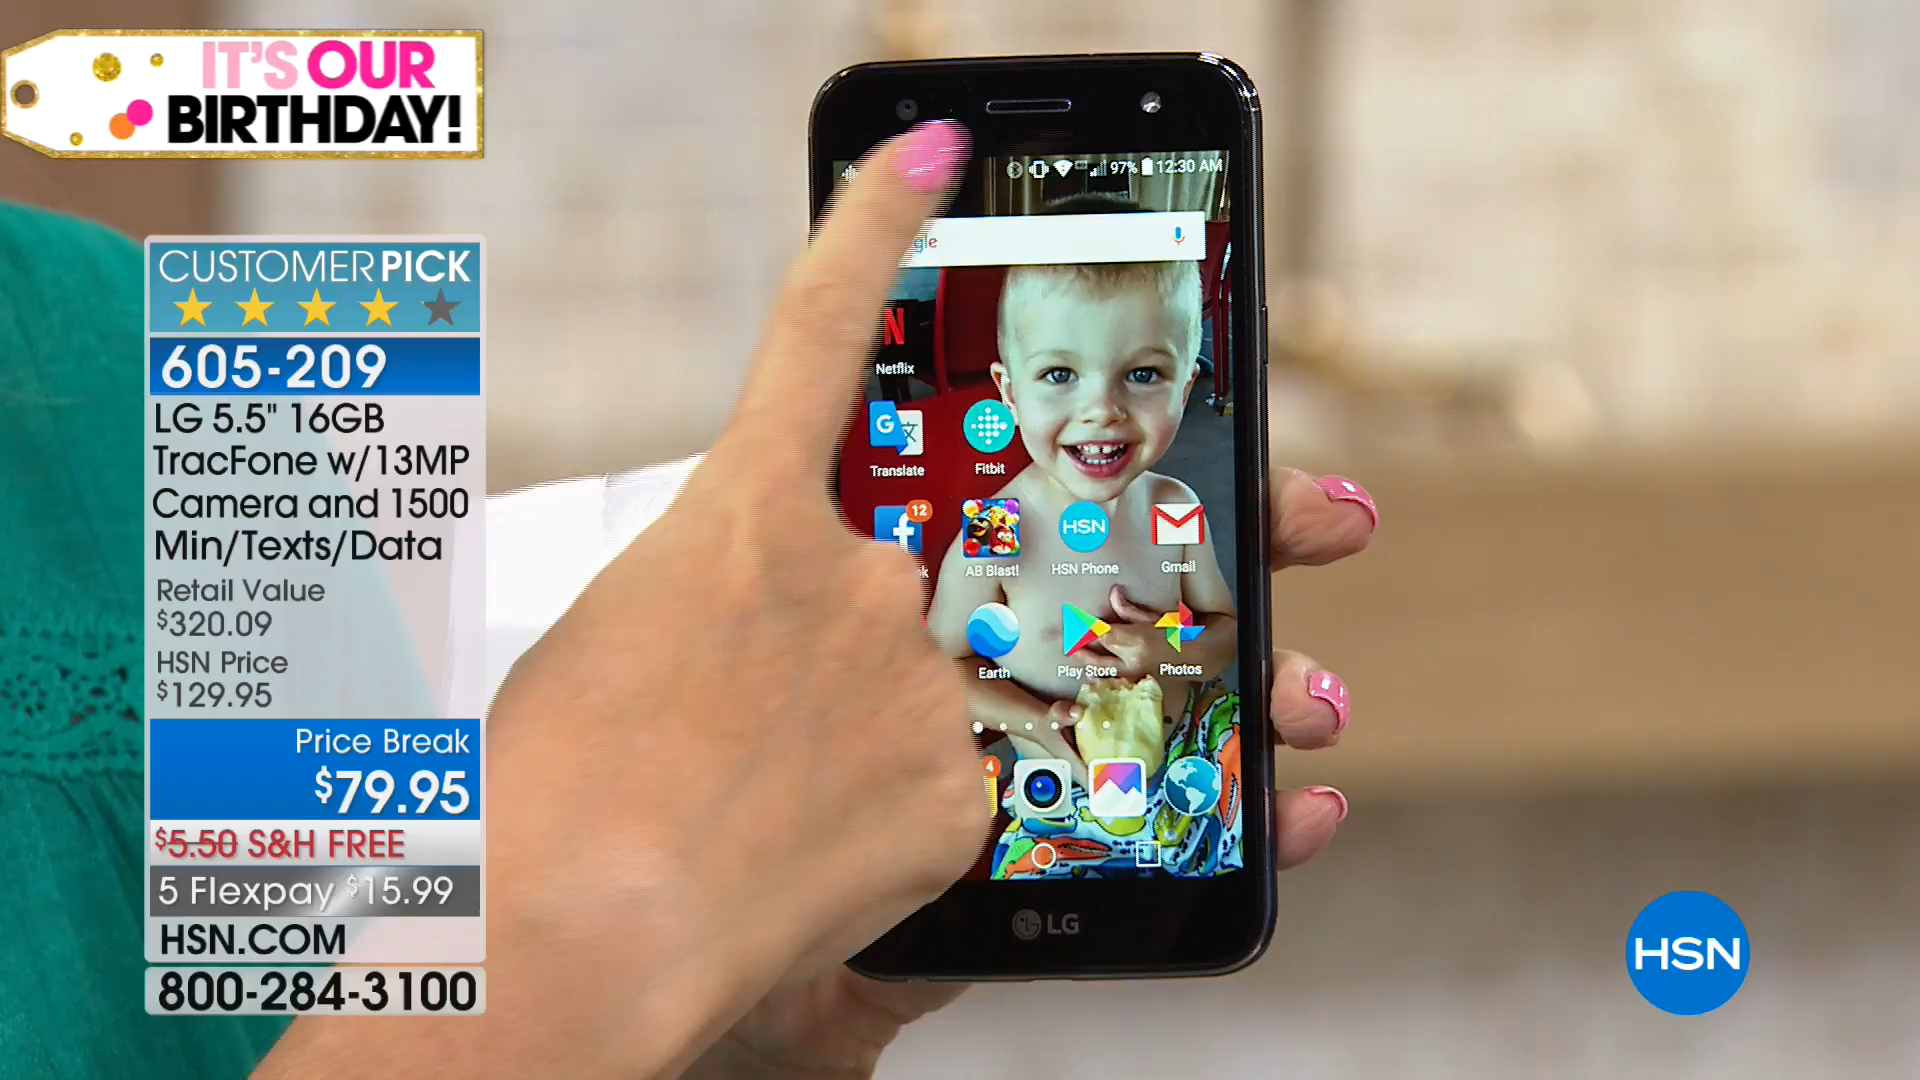 IT'S OUR
BIRTHDAY!
CUSTOMER PICK
605-209
LG 5.5" 16GB
TracFone w/13MP
Camera and 1500
Min/Texts/Data
Retail Value
$320.09
HSN Price
$129.95
Price Break
$79.95
$5.50 S&H FREE
5 Flexpay $15.99
HSN.COM
800-284-3100
97% 12:30 AM
gle
N
Netflix
G
Translate
Fitbit
12
f
HSN
k
AB Blast!
HSN Phone
Gmail
Earth
Play Store
Photos
4
LG
HSN